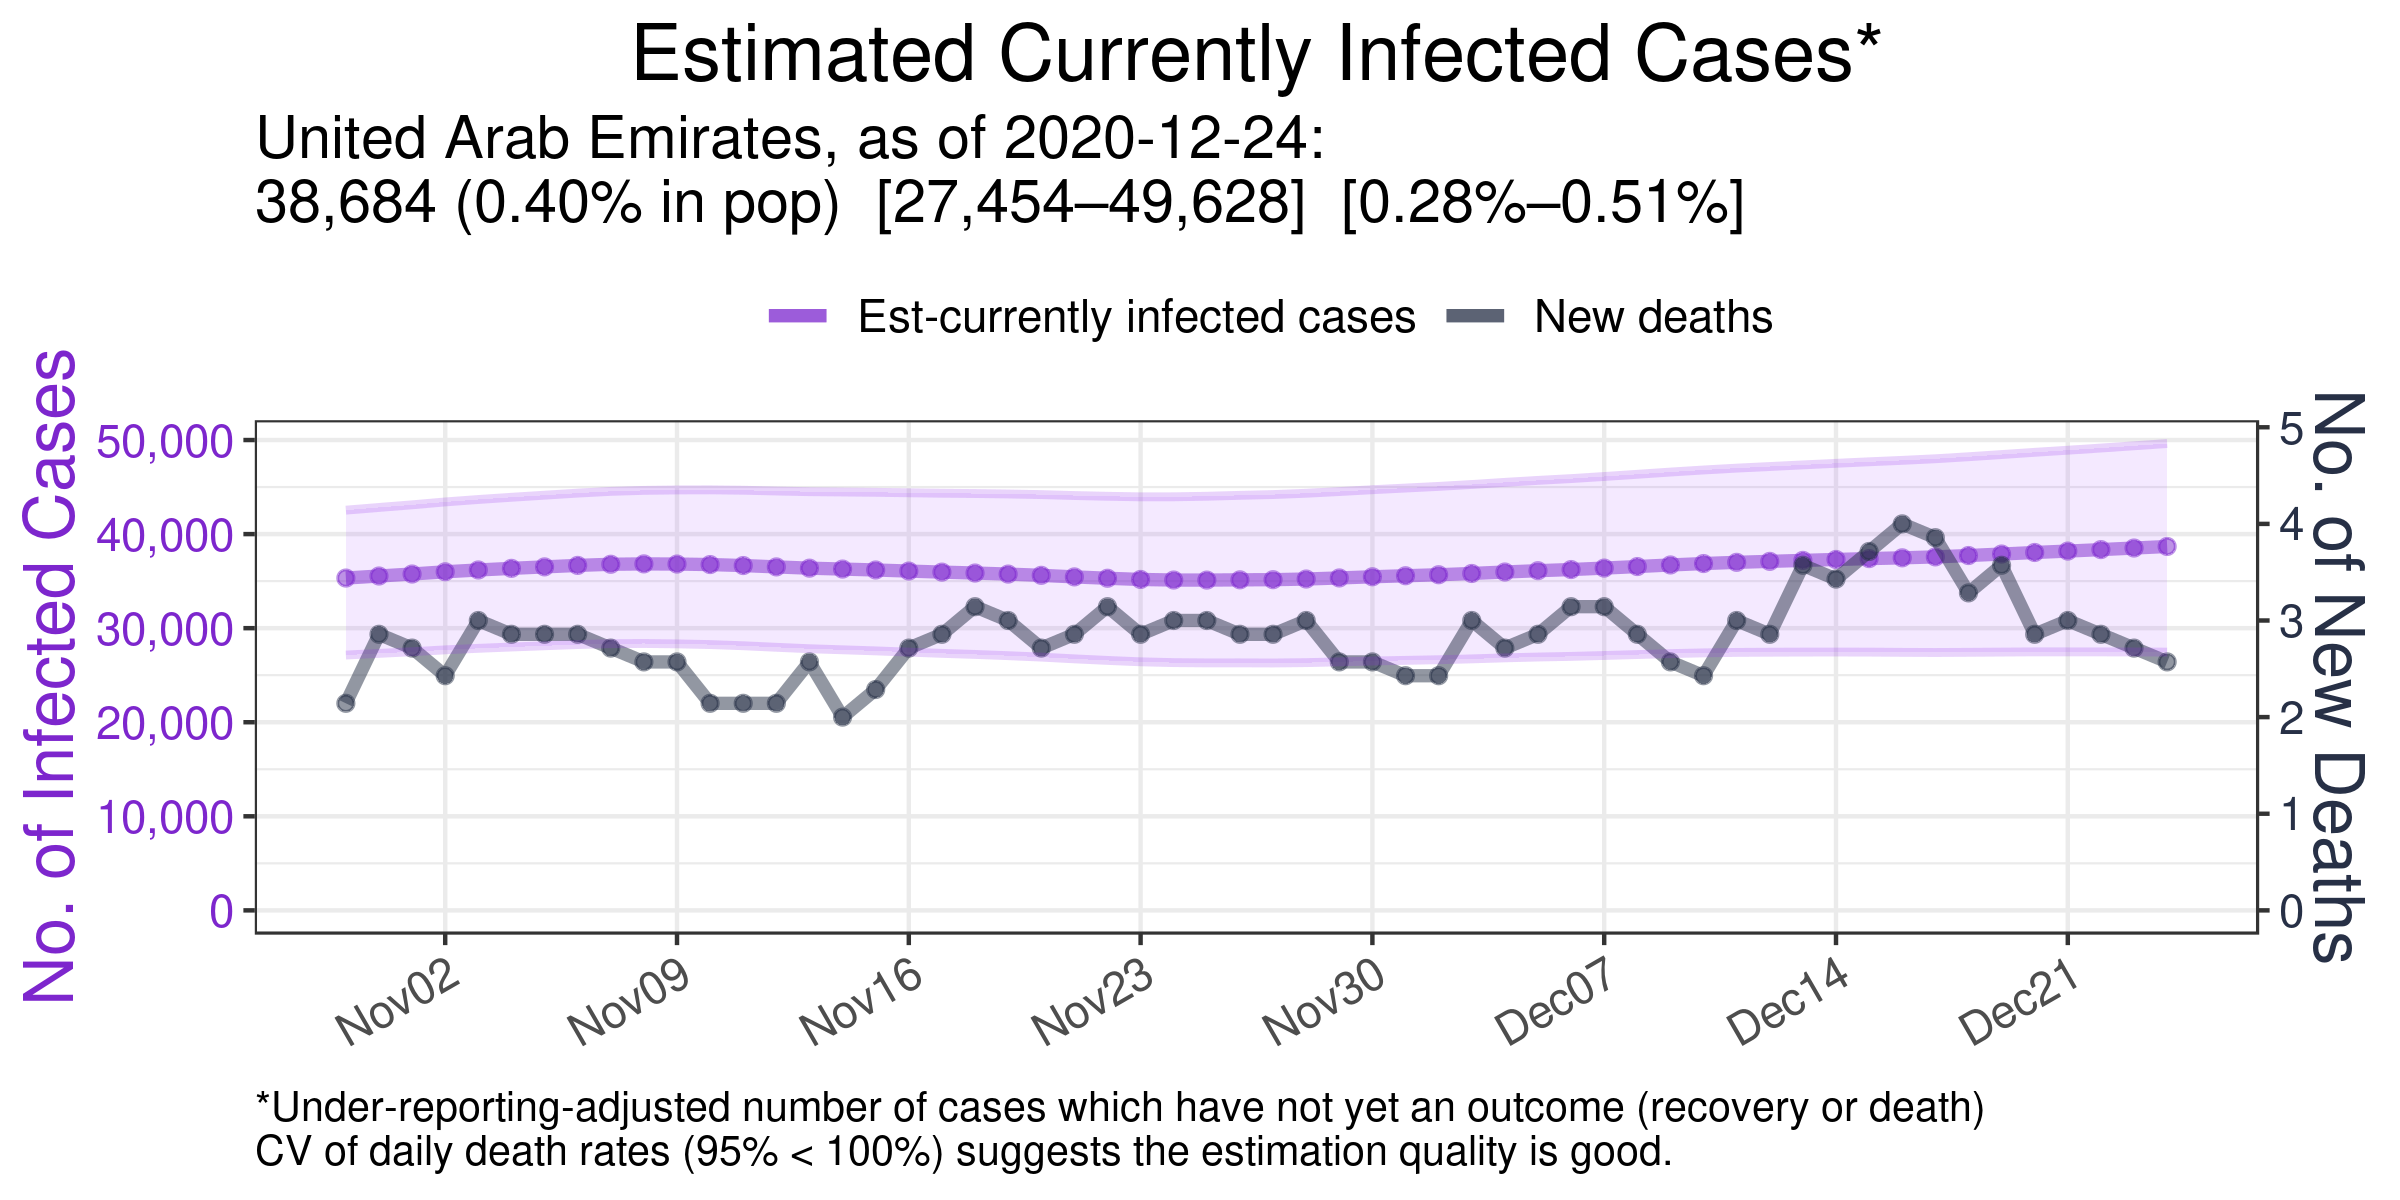 Estimated Currently Infected Cases*
United Arab Emirates, as of 2020-12-24:
38,684 (0.40% in pop)  [27,454–49,628]  [0.28%–0.51%]
Est-currently infected cases
New deaths
No. of Infected Cases
50,000
40,000
30,000
20,000
10,000
0
5
4
3
2
1
0
No. of New Deaths
Nov02
Nov09
Nov16
Nov23
Nov30
Dec07
Dec14
Dec21
*Under-reporting-adjusted number of cases which have not yet an outcome (recovery or death)
CV of daily death rates (95% < 100%) suggests the estimation quality is good.